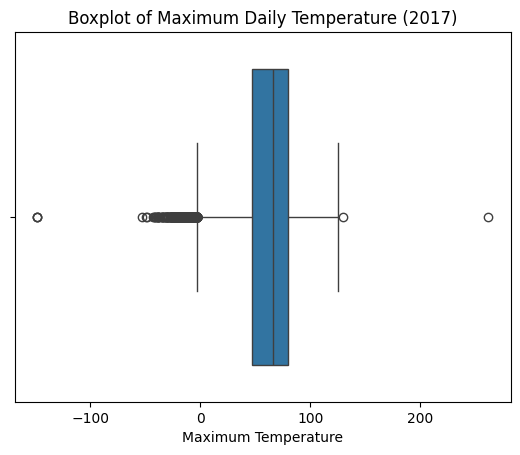 Boxplot of Maximum Daily Temperature (2017)
−100 0 100 200
Maximum Temperature